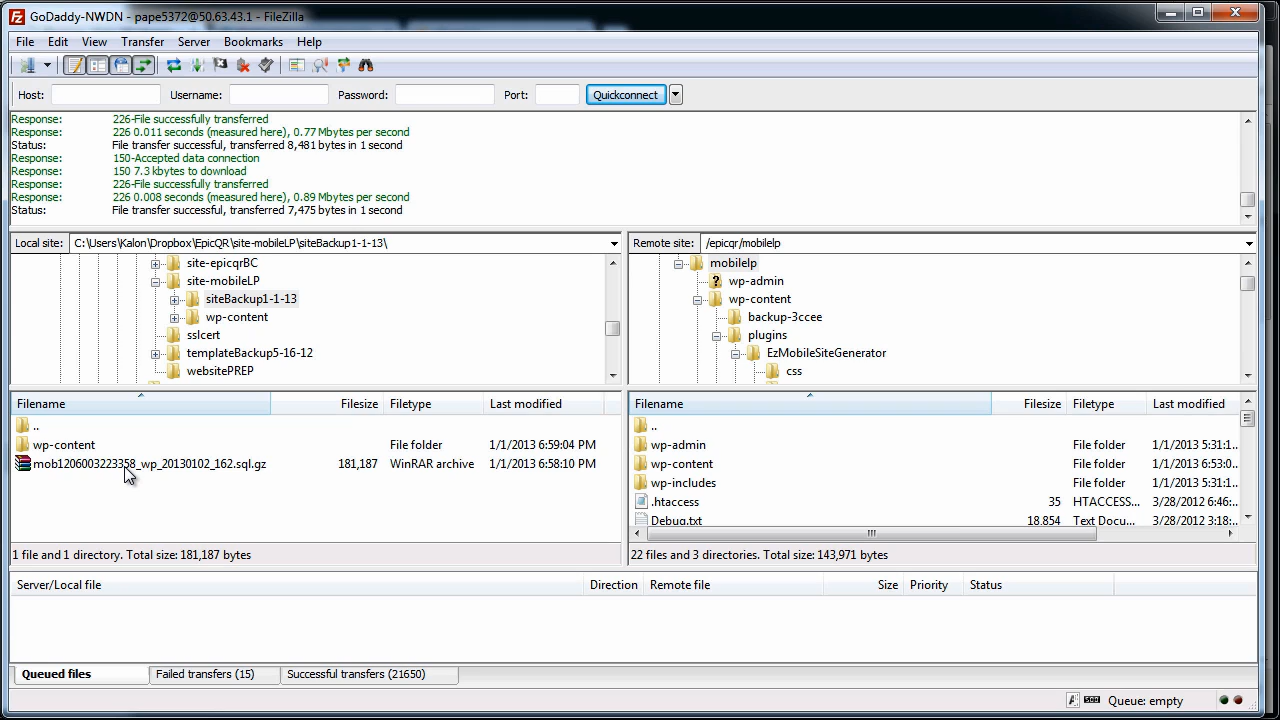 GoDaddy-NWDN - pape5372@50.63.43.1 - FileZilla
File Edit View Transfer Server Bookmarks Help
Host: Username: Password: Port: Quickconnect
Response: 226-File successfully transferred
Response: 226 0.011 seconds (measured here), 0.77 Mbytes per second
Status: File transfer successful, transferred 8,481 bytes in 1 second
Response: 150-Accepted data connection
Response: 150 7.3 kbytes to download
Response: 226-File successfully transferred
Response: 226 0.008 seconds (measured here), 0.89 Mbytes per second
Status: File transfer successful, transferred 7,475 bytes in 1 second
Local site: C:\Users\Kalon\Dropbox\EpicQR\site-mobileLP\siteBackup1-1-13\
site-epicqrBC
site-mobileLP
siteBackup1-1-13
wp-content
sslcert
templateBackup5-16-12
websitePREP
Remote site: /epicqr/mobilelp
mobilelp
wp-admin
wp-content
backup-3ccee
plugins
EzMobileSiteGenerator
css
Filename Filesize Filetype Last modified
..
wp-content File folder 1/1/2013 6:59:04 PM
mob1206003223358_wp_20130102_162.sql.gz 181,187 WinRAR archive 1/1/2013 6:58:10 PM
1 file and 1 directory. Total size: 181,187 bytes
Filename Filesize Filetype Last modified
..
wp-admin File folder 1/1/2013 5:31:1..
wp-content File folder 1/1/2013 6:53:0..
wp-includes File folder 1/1/2013 5:31:1..
.htaccess 35 HTACCESS... 3/28/2012 6:46:..
Debug.txt 18,854 Text Docu... 3/28/2012 3:18:..
22 files and 3 directories. Total size: 143,971 bytes
Server/Local file Direction Remote file Size Priority Status
Queued files Failed transfers (15) Successful transfers (21650)
Queue: empty